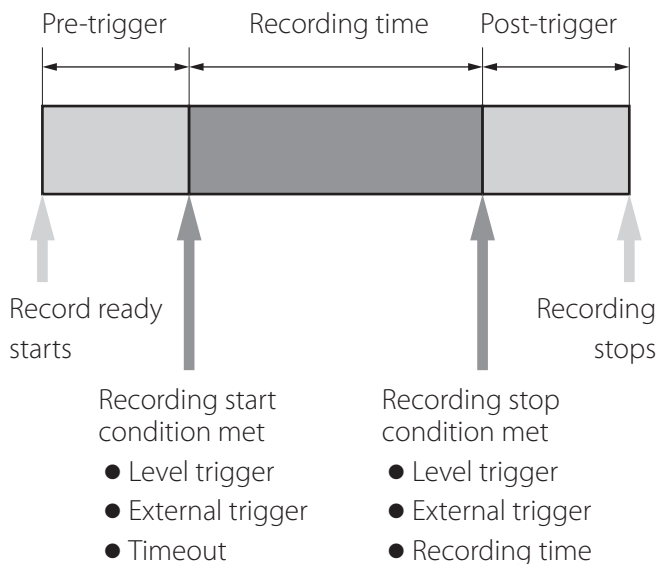 Pre-trigger
Recording time
Post-trigger
Record ready
starts
Recording
stops
Recording start
condition met
● Level trigger
● External trigger
● Timeout
Recording stop
condition met
● Level trigger
● External trigger
● Recording time